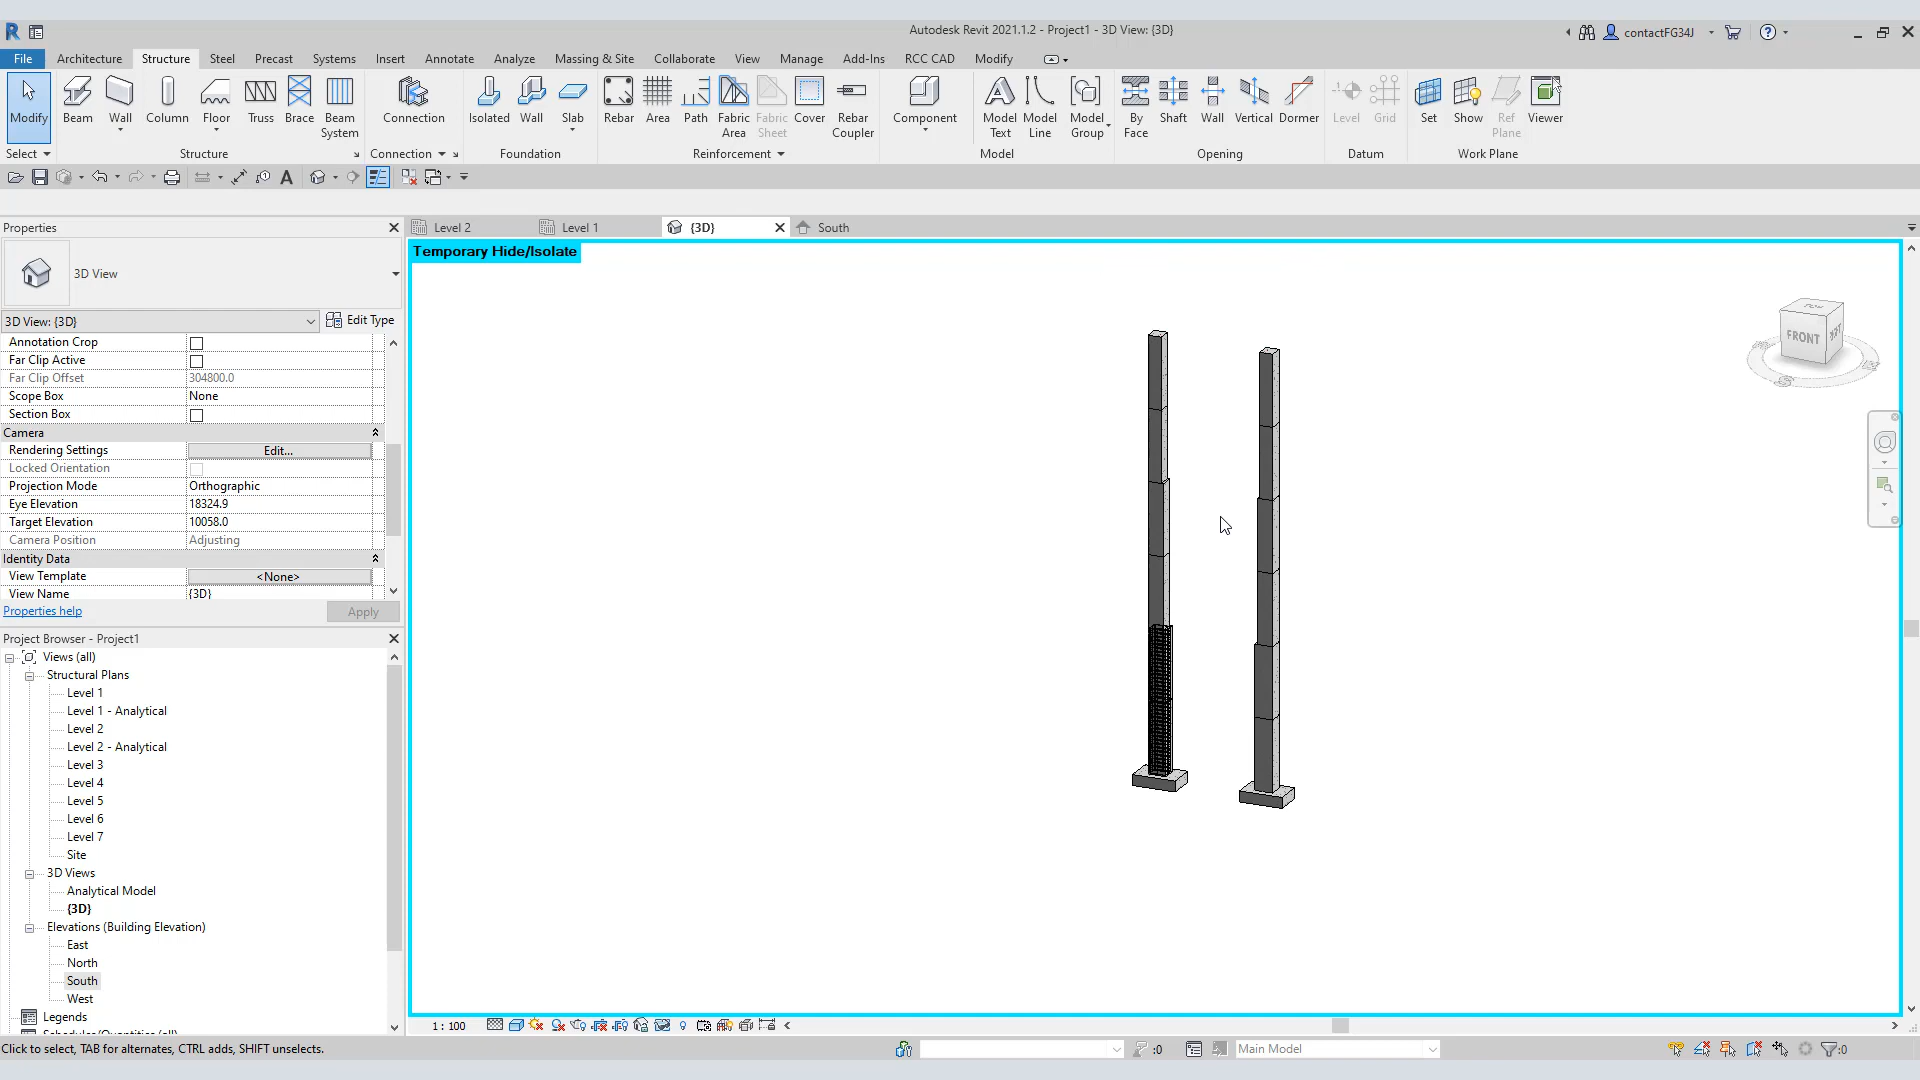 Autodesk Revit 2021.1.2 - Project1 - 3D View: {3D}
contactFG34J
File Architecture Structure Steel Precast Systems Insert Annotate Analyze Massing & Site Collaborate View Manage Add-Ins RCC CAD Modify
Modify Beam Wall Column Floor Truss Brace Beam System Connection Isolated Wall Slab Rebar Area Path Fabric Area Fabric Sheet Cover Rebar Coupler Component Model Text Model Line Model Group By Face Shaft Wall Vertical Dormer Level Grid Set Show Ref Plane Viewer
Select Structure Connection Foundation Reinforcement Model Opening Datum Work Plane
Properties
Level 2 Level 1 {3D} South
Temporary Hide/Isolate
3D View
3D View: {3D} Edit Type
Annotation Crop
Far Clip Active
Far Clip Offset 304800.0
Scope Box None
Section Box
Camera
Rendering Settings Edit...
Locked Orientation
Projection Mode Orthographic
Eye Elevation 18324.9
Target Elevation 10058.0
Camera Position Adjusting
Identity Data
View Template <None>
View Name {3D}
Properties help Apply
FRONT
Project Browser - Project1
Views (all)
Structural Plans
Level 1
Level 1 - Analytical
Level 2
Level 2 - Analytical
Level 3
Level 4
Level 5
Level 6
Level 7
Site
3D Views
Analytical Model
{3D}
Elevations (Building Elevation)
East
North
South
West
Legends
Schedules/Quantities (all)
1 : 100
Click to select, TAB for alternates, CTRL adds, SHIFT unselects.
:0
Main Model
:0